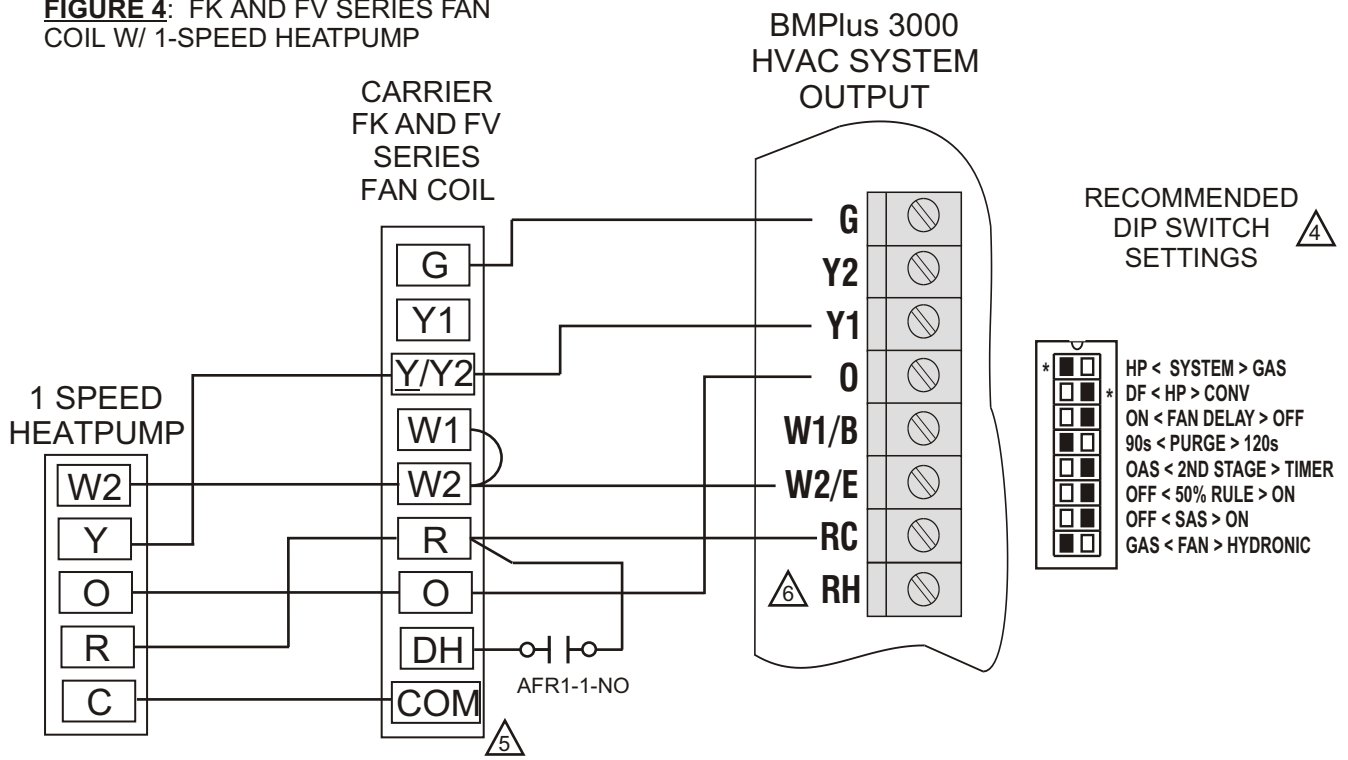 FIGURE 4: FK AND FV SERIES FAN
COIL W/ 1-SPEED HEATPUMP
BMPlus 3000
HVAC SYSTEM
OUTPUT
CARRIER
FK AND FV
SERIES
FAN COIL
RECOMMENDED
DIP SWITCH
SETTINGS
4
1 SPEED
HEATPUMP
W2
Y
O
R
C
G
Y1
Y/Y2
W1
W2
R
O
DH
COM
5
AFR1-1-NO
G
Y2
Y1
O
W1/B
W2/E
RC
6 RH
* HP < SYSTEM > GAS
* DF < HP > CONV
ON < FAN DELAY > OFF
90s < PURGE > 120s
OAS < 2ND STAGE > TIMER
OFF < 50% RULE > ON
OFF < SAS > ON
GAS < FAN > HYDRONIC